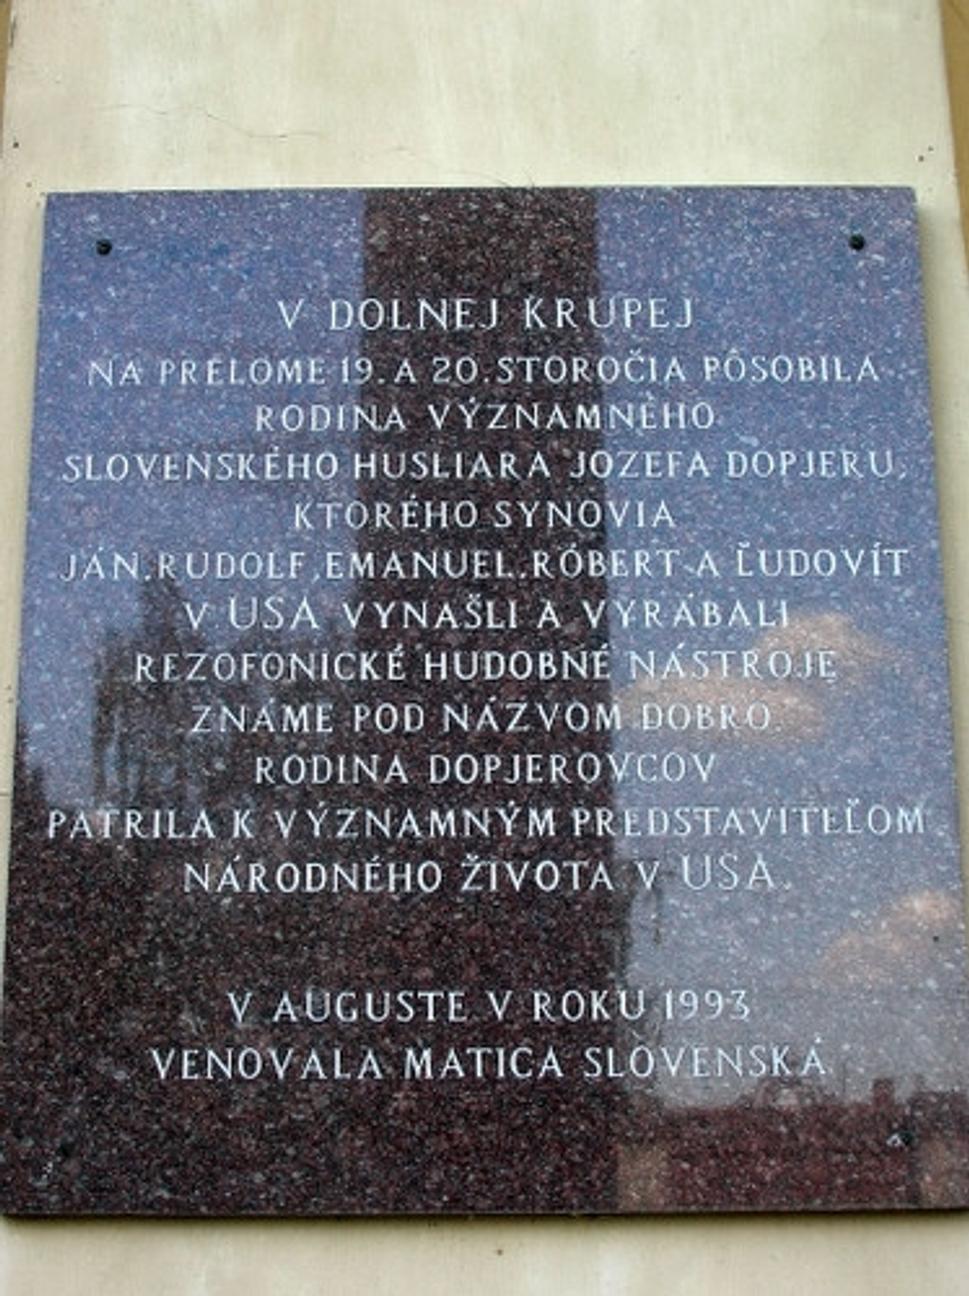 V DOLNEJ KRUPEJ
NA PRELOME 19. A 20. STOROČIA PÔSOBILA
RODINA VÝZNAMNÉHO
SLOVENSKÉHO HUSLIARA JOZEFA DOPJERU,
KTORÉHO SYNOVIA
JÁN, RUDOLF, EMANUEL, RÓBERT A ĽUDOVÍT
V USA VYNAŠLI A VYRÁBALI
REZOFONICKÉ HUDOBNÉ NÁSTROJE
ZNÁME POD NÁZVOM DOBRO.
RODINA DOPJEROVCOV
PATRILA K VÝZNAMNÝM PREDSTAVITEĽOM
NÁRODNÉHO ŽIVOTA V USA.
V AUGUSTE V ROKU 1993
VENOVALA MATICA SLOVENSKÁ